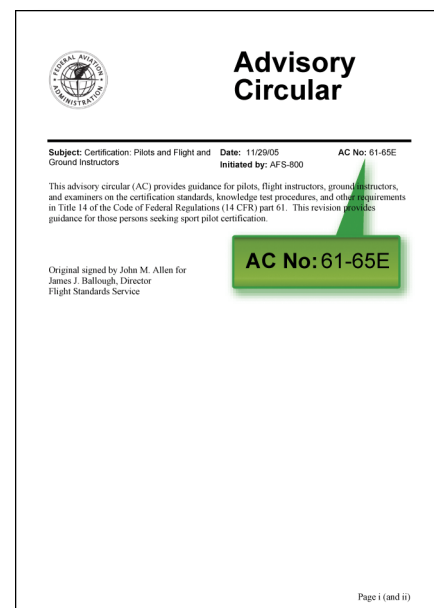 FEDERAL AVIATION
ADMINISTRATION
Advisory
Circular
Subject: Certification: Pilots and Flight and
Ground Instructors
Date: 11/29/05
Initiated by: AFS-800
AC No: 61-65E
This advisory circular (AC) provides guidance for pilots, flight instructors, ground instructors,
and examiners on the certification standards, knowledge test procedures, and other requirements
in Title 14 of the Code of Federal Regulations (14 CFR) part 61. This revision provides
guidance for those persons seeking sport pilot certification.
AC No: 61-65E
Original signed by John M. Allen for
James J. Ballough, Director
Flight Standards Service
Page i (and ii)